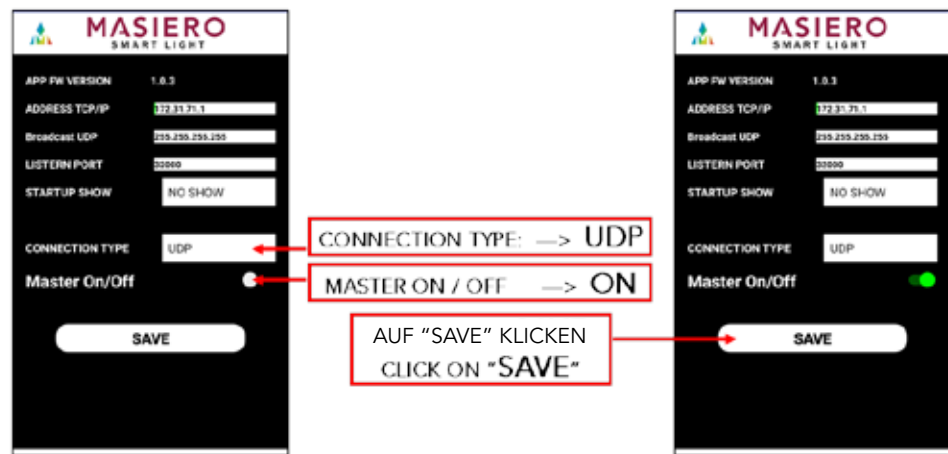 MASIERO
SMART LIGHT
APP FW VERSION 1.0.3
ADDRESS TCP/IP 172.31.71.1
Broadcast UDP 255.255.255.255
LISTERN PORT 32000
STARTUP SHOW NO SHOW
CONNECTION TYPE UDP
Master On/Off
SAVE
CONNECTION TYPE: —> UDP
MASTER ON / OFF —> ON
AUF “SAVE” KLICKEN
CLICK ON "SAVE"
MASIERO
SMART LIGHT
APP FW VERSION 1.0.3
ADDRESS TCP/IP 172.31.71.1
Broadcast UDP 255.255.255.255
LISTERN PORT 32000
STARTUP SHOW NO SHOW
CONNECTION TYPE UDP
Master On/Off
SAVE